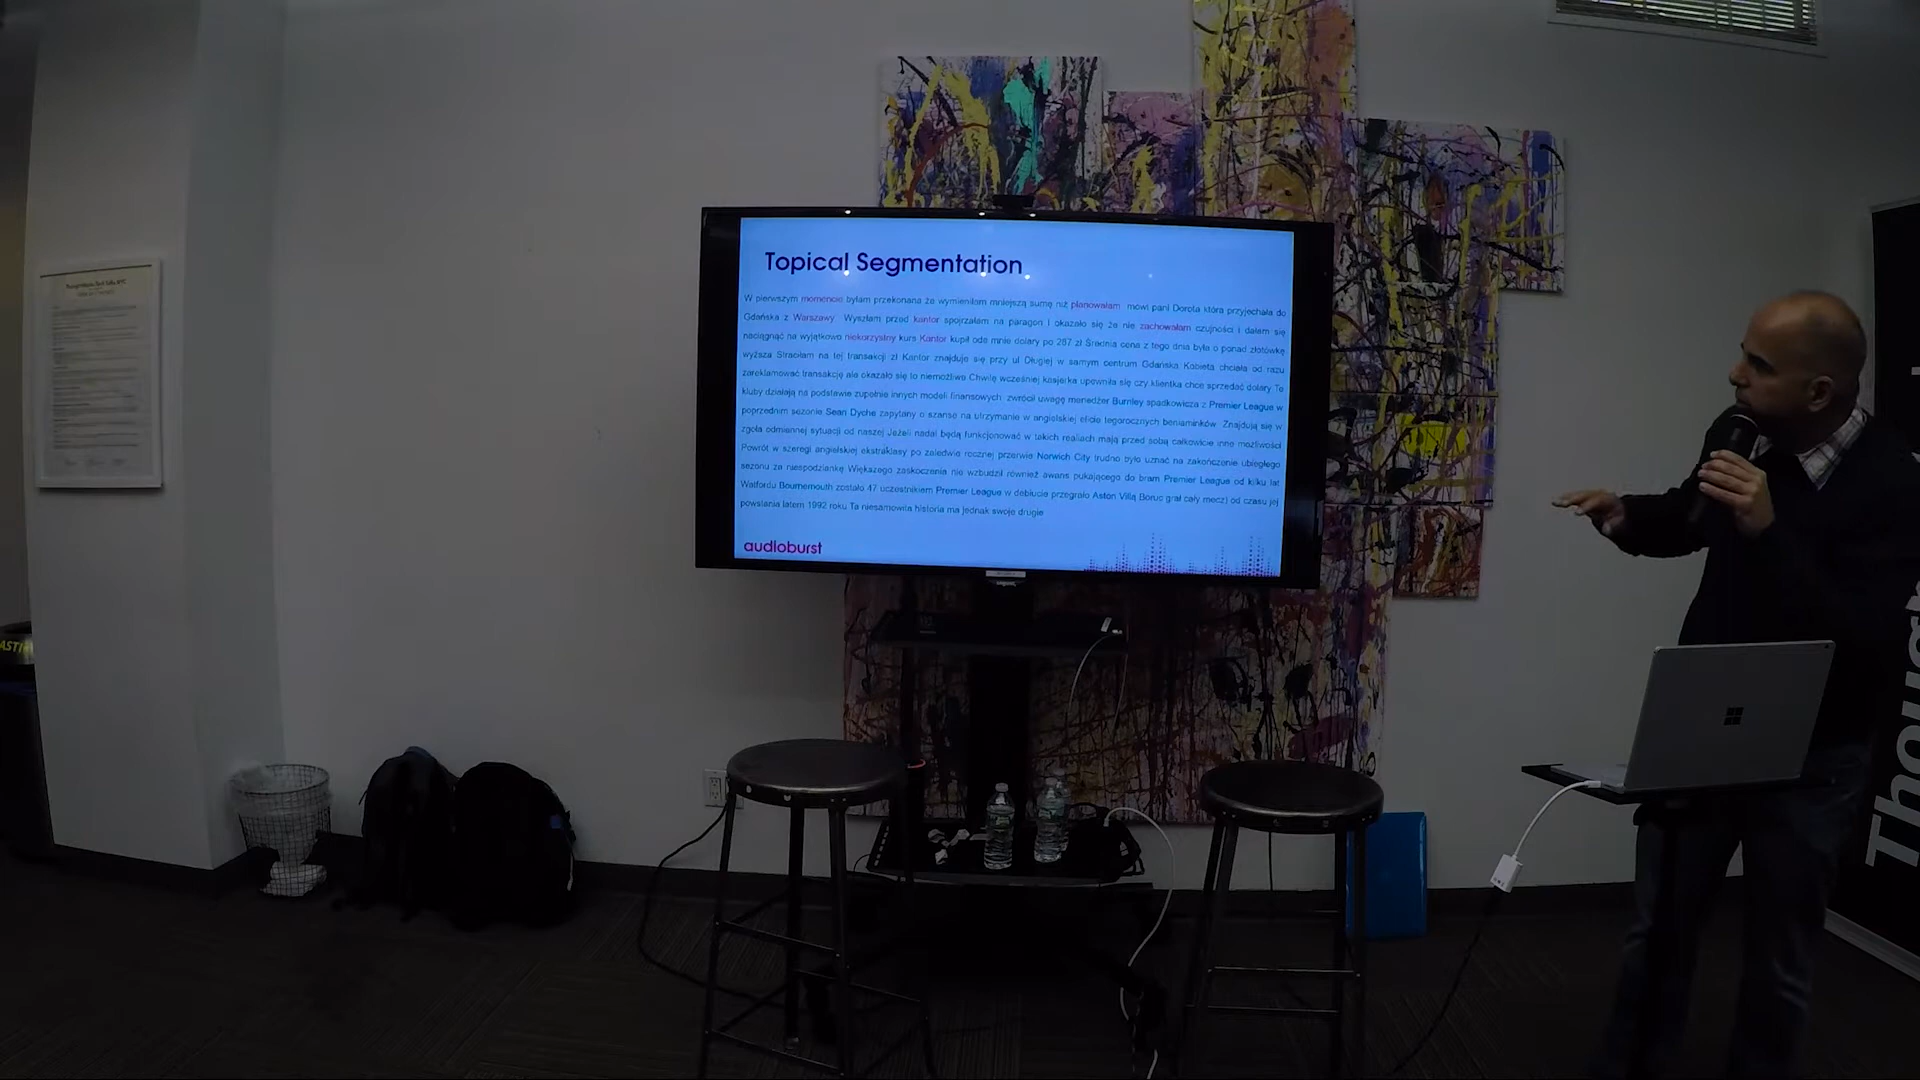 Topical Segmentation
W pierwszym momencie byłam przekonana że wymieniłam mniejszą sumę niż planowałam mówi pani Dorota która przyjechała do
Gdańska z Warszawy Wyszłam przed kantor spojrzałam na paragon i okazało się że nie zachowałam czujności i dałam się
naciągnąć na wyjątkowo niekorzystny kurs Kantor kupił ode mnie dolary po 287 zł Średnia cena z tego dnia była o ponad złotówkę
wyższa Straciłam na tej transakcji zł Kantor znajduje się przy ul Długiej w samym centrum Gdańska Kobieta chciała od razu
zareklamować transakcję ale okazało się to niemożliwe Chwilę wcześniej kasjerka upewniła się czy klientka chce sprzedać dolary Te
kluby działają na podstawie zupełnie innych modeli finansowych zwrócił uwagę menedżer Burnley spadkowicza z Premier League w
poprzednim sezonie Sean Dyche zapytany o szanse na utrzymanie w angielskiej elicie tegorocznych beniaminków Znajdują się w
zgoła odmiennej sytuacji od naszej Jeżeli nadal będą funkcjonować w takich realiach mają przed sobą całkowicie inne możliwości
Powrót w szeregi angielskiej ekstraklasy po zaledwie rocznej przerwie Norwich City trudno było uznać na zakończenie ubiegłego
sezonu za niespodziankę Większego zaskoczenia nie wzbudził również awans pukającego do bram Premier League od kilku lat
Watfordu Bournemouth zostało 47 uczestnikiem Premier League w debiucie przegrało Aston Villą Boruc grał cały mecz) od czasu jej
powstania latem 1992 roku Ta niesamowita historia ma jednak swoje drugie
audioburst
Though